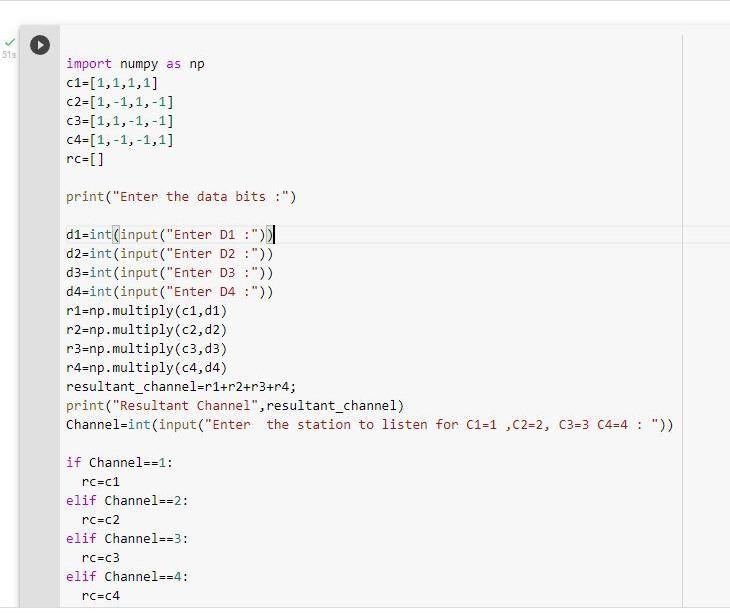 51s
import numpy as np
c1=[1,1,1,1]
c2=[1,-1,1,-1]
c3=[1,1,-1,-1]
c4=[1,-1,-1,1]
rc=[]
print("Enter the data bits :")
d1=int(input("Enter D1 :"))
d2=int(input("Enter D2 :"))
d3=int(input("Enter D3 :"))
d4=int(input("Enter D4 :"))
r1=np.multiply(c1,d1)
r2=np.multiply(c2,d2)
r3=np.multiply(c3,d3)
r4=np.multiply(c4,d4)
resultant_channel=r1+r2+r3+r4;
print("Resultant Channel",resultant_channel)
Channel=int(input("Enter  the station to listen for C1=1 ,C2=2, C3=3 C4=4 : "))
if Channel==1:
  rc=c1
elif Channel==2:
  rc=c2
elif Channel==3:
  rc=c3
elif Channel==4:
  rc=c4